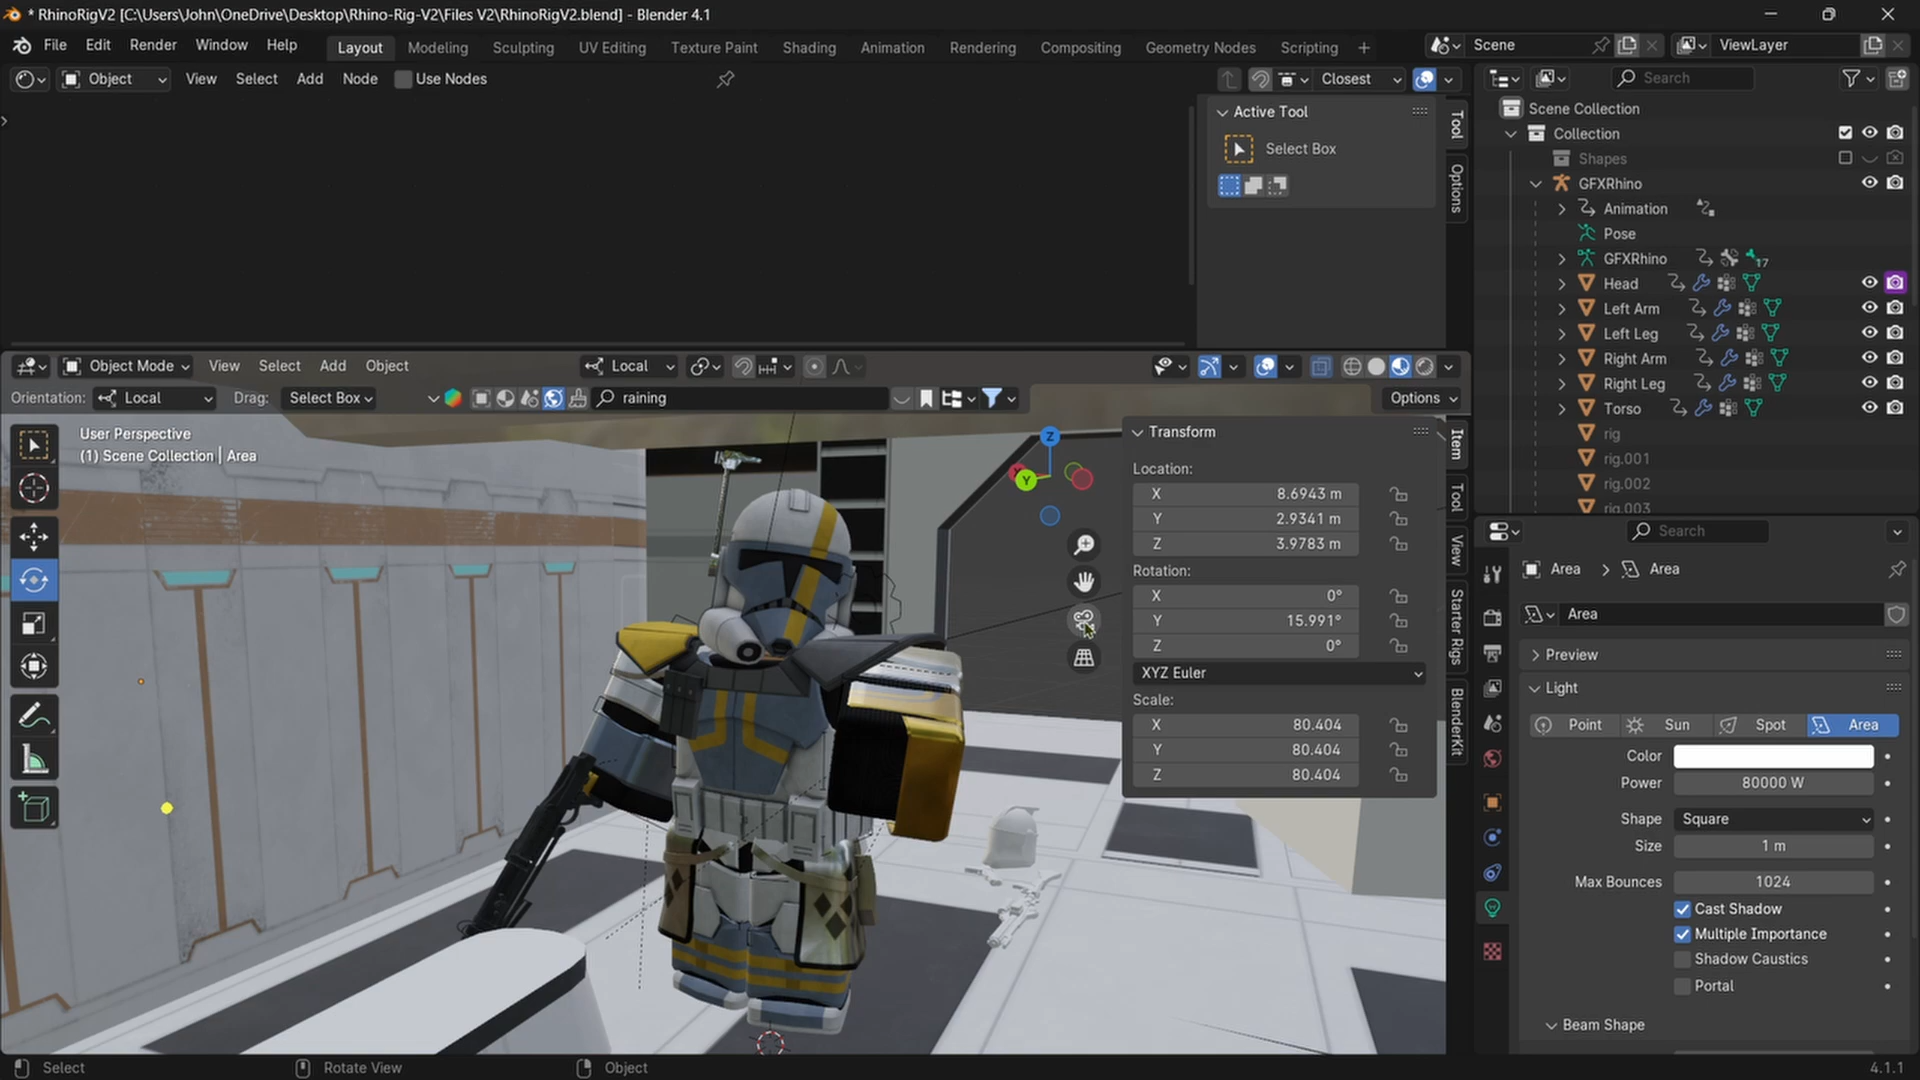 * RhinoRigV2 [C:\Users\John\OneDrive\Desktop\Rhino-Rig-V2\Files V2\RhinoRigV2.blend] - Blender 4.1
File Edit Render Window Help Layout Modeling Sculpting UV Editing Texture Paint Shading Animation Rendering Compositing Geometry Nodes Scripting + Scene ViewLayer
Object View Select Add Node Use Nodes Closest Search
Active Tool
Select Box
Tool
Options
Scene Collection
Collection
Shapes
GFXRhino
Animation
Pose
GFXRhino 17
Head
Left Arm
Left Leg
Right Arm
Right Leg
Torso
rig
rig.001
rig.002
rig.003
Object Mode View Select Add Object Local
Orientation: Local Drag: Select Box raining Options
User Perspective
(1) Scene Collection | Area
Z
Y
Transform
Location:
X 8.6943 m
Y 2.9341 m
Z 3.9783 m
Rotation:
X 0°
Y 15.991°
Z 0°
XYZ Euler
Scale:
X 80.404
Y 80.404
Z 80.404
Item
Tool
View
Starter Rigs
BlenderKit
Search
Area > Area
Area
Preview
Light
Point Sun Spot Area
Color
Power 80000 W
Shape Square
Size 1 m
Max Bounces 1024
Cast Shadow
Multiple Importance
Shadow Caustics
Portal
Beam Shape
Select Rotate View Object 4.1.1